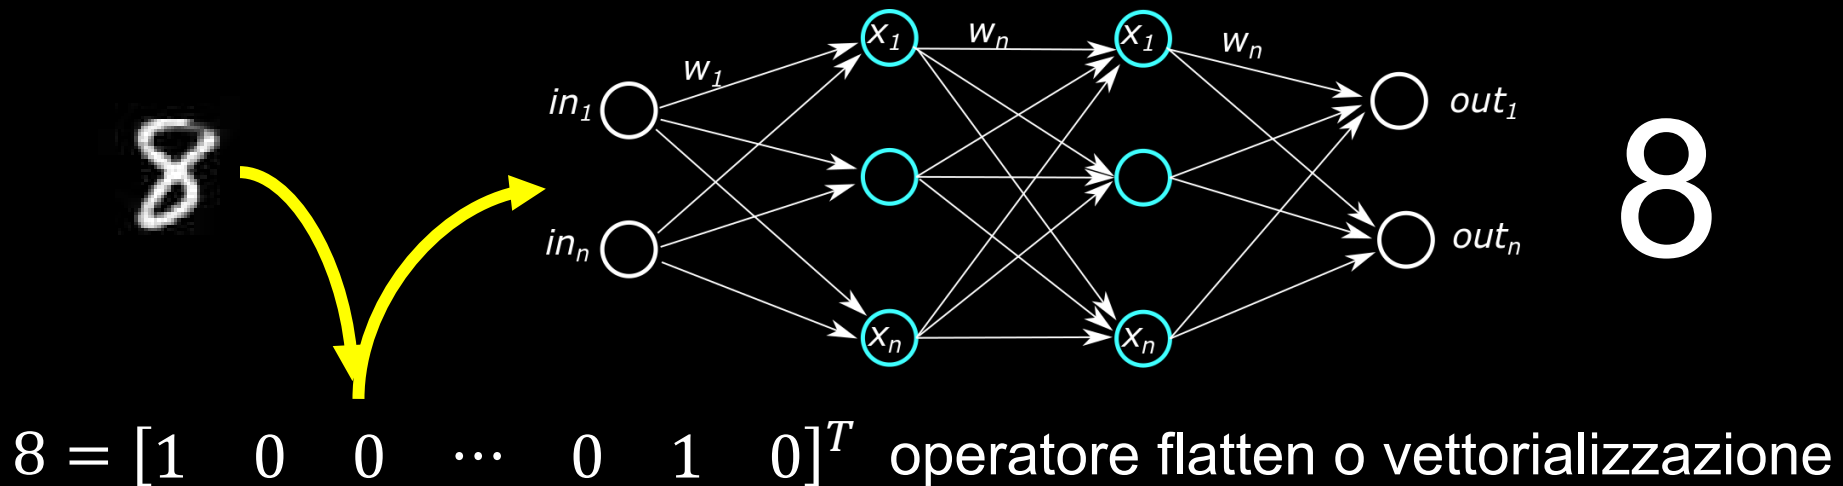 8
w₁
in₁
inₙ
x₁
xₙ
wₙ
x₁
xₙ
wₙ
out₁
outₙ
8
8 = [1 0 0 ⋯ 0 1 0]ᵀ operatore flatten o vettorializzazione